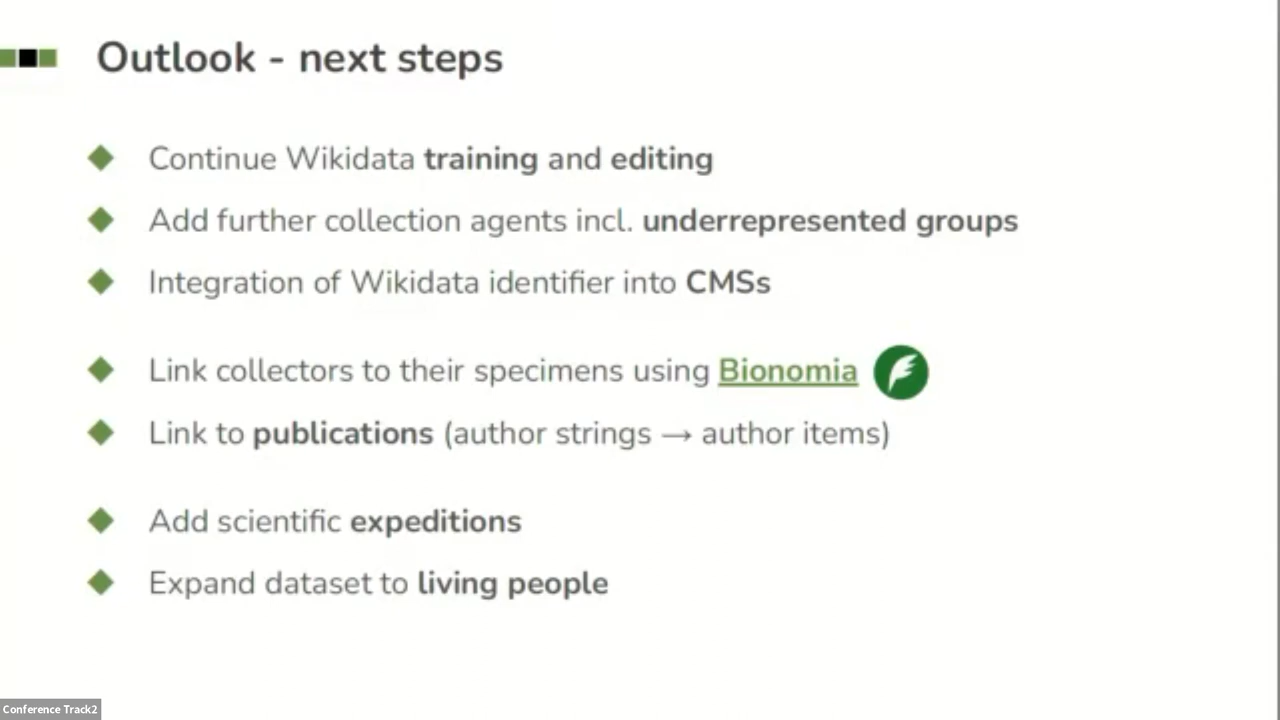 Outlook - next steps
Continue Wikidata training and editing
Add further collection agents incl. underrepresented groups
Integration of Wikidata identifier into CMSs
Link collectors to their specimens using Bionomia
Link to publications (author strings → author items)
Add scientific expeditions
Expand dataset to living people
Conference Track2